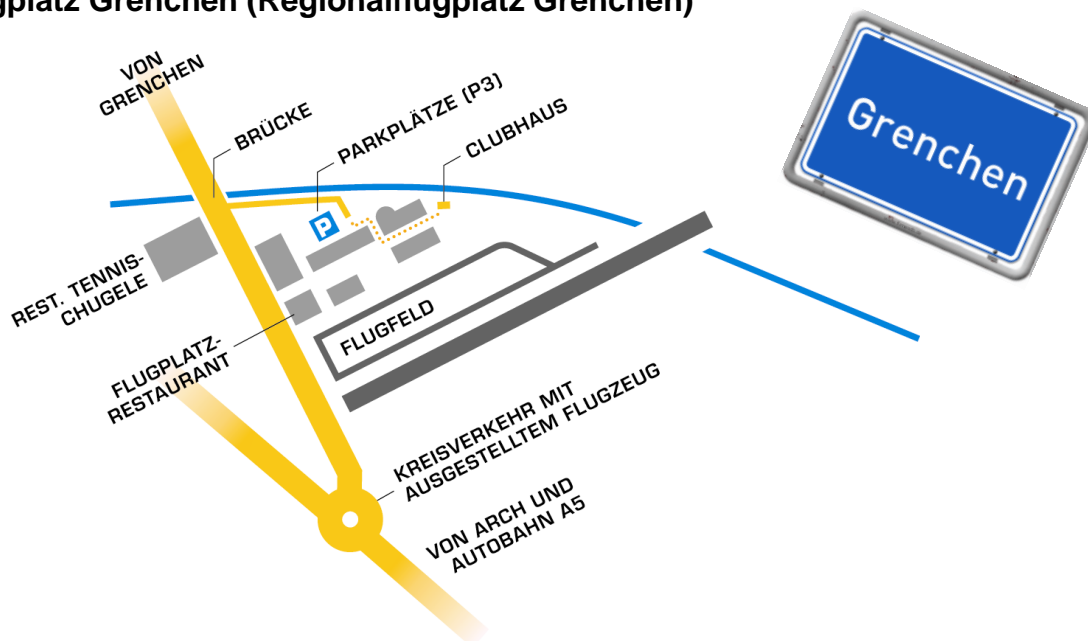 gplatz Grenchen (Regionalflugplatz Grenchen)
VON
GRENCHEN
BRÜCKE
PARKPLÄTZE (P3)
CLUBHAUS
Grenchen
P
REST. TENNIS-
CHUGELE
FLUGFELD
FLUGPLATZ-
RESTAURANT
KREISVERKEHR MIT
AUSGESTELLTEM FLUGZEUG
VON ARCH UND
AUTOBAHN A5